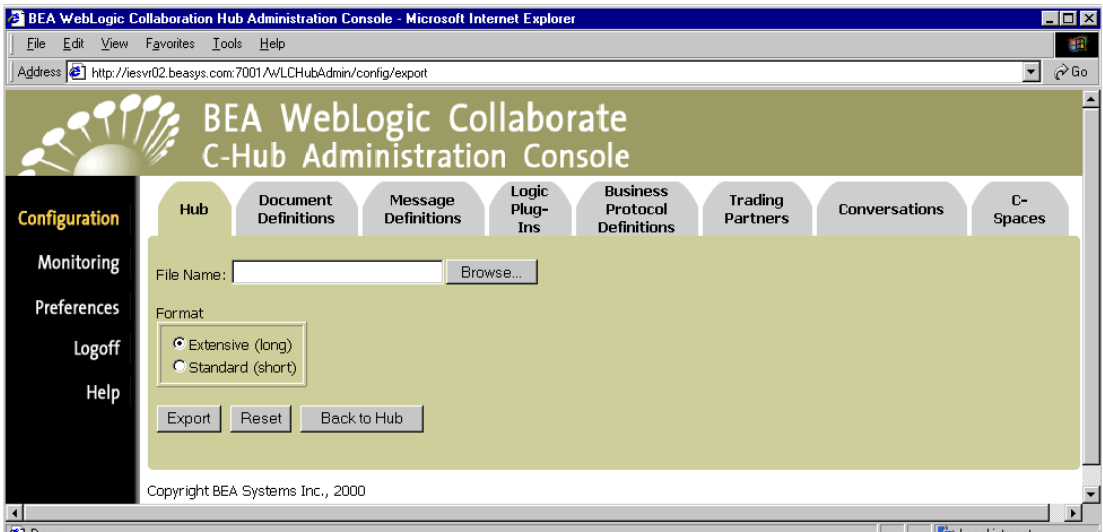 BEA WebLogic Collaboration Hub Administration Console - Microsoft Internet Explorer
File Edit View Favorites Tools Help
Address http://iesvr02.beasys.com:7001/WLCHubAdmin/config/export Go
BEA WebLogic Collaborate
C-Hub Administration Console
Hub
Document
Definitions
Message
Definitions
Logic
Plug-
Ins
Business
Protocol
Definitions
Trading
Partners
Conversations
C-
Spaces
Configuration
Monitoring
Preferences
Logoff
Help
File Name: Browse...
Format
Extensive (long)
Standard (short)
Export Reset Back to Hub
Copyright BEA Systems Inc., 2000